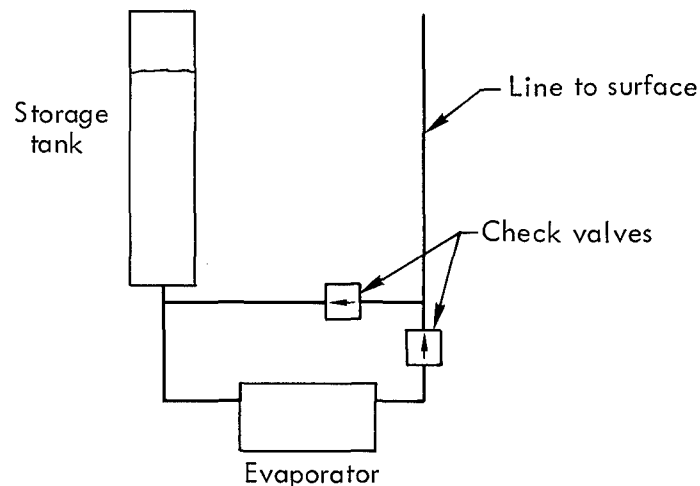 Storage
tank
Line to surface
Check valves
Evaporator